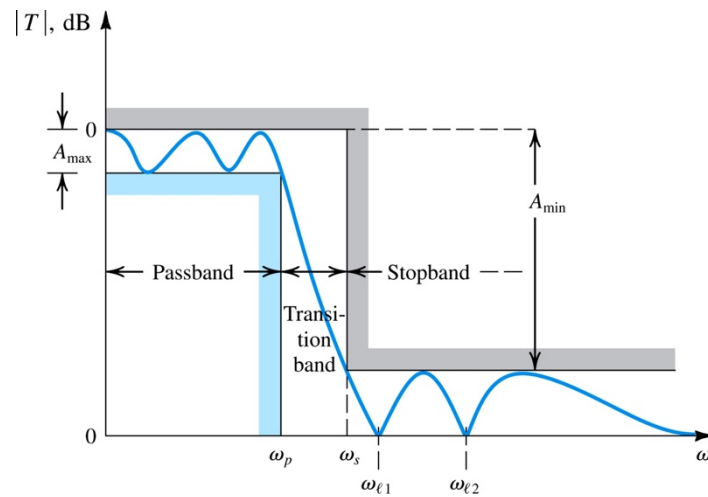 |T|, dB
0
A_max
A_min
Passband
Stopband
Transi-
tion
band
0
ω_p
ω_s
ω
ω_ℓ1
ω_ℓ2